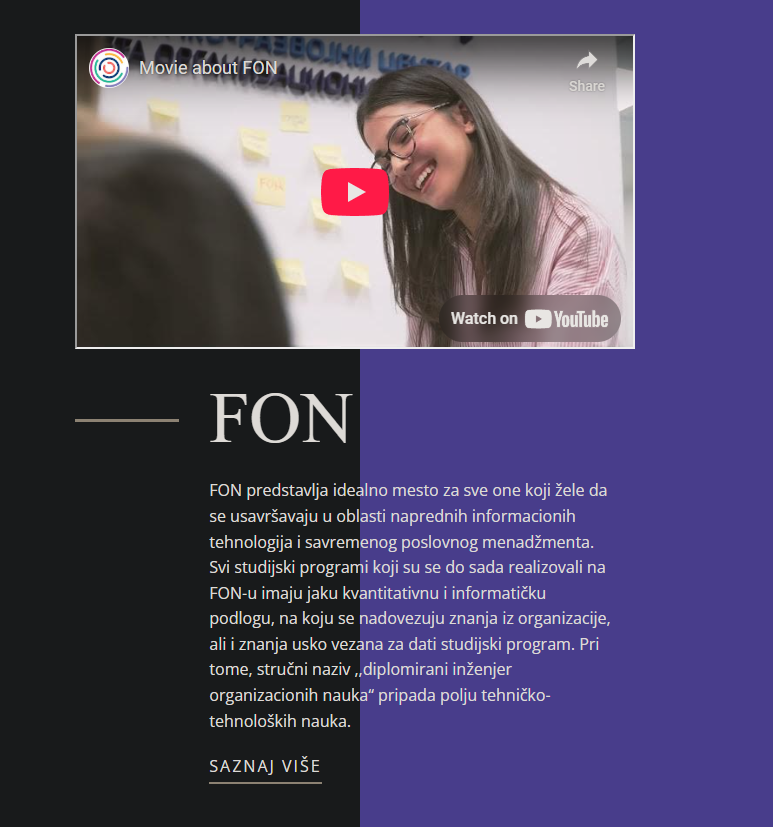 Movie about FON
Share
FON
Watch on YouTube
FON
FON predstavlja idealno mesto za sve one koji žele da
se usavršavaju u oblasti naprednih informacionih
tehnologija i savremenog poslovnog menadžmenta.
Svi studijski programi koji su se do sada realizovali na
FON-u imaju jaku kvantitativnu i informatičku
podlogu, na koju se nadovezuju znanja iz organizacije,
ali i znanja usko vezana za dati studijski program. Pri
tome, stručni naziv ,,diplomirani inženjer
organizacionih nauka“ pripada polju tehničko-
tehnoloških nauka.
SAZNAJ VIŠE